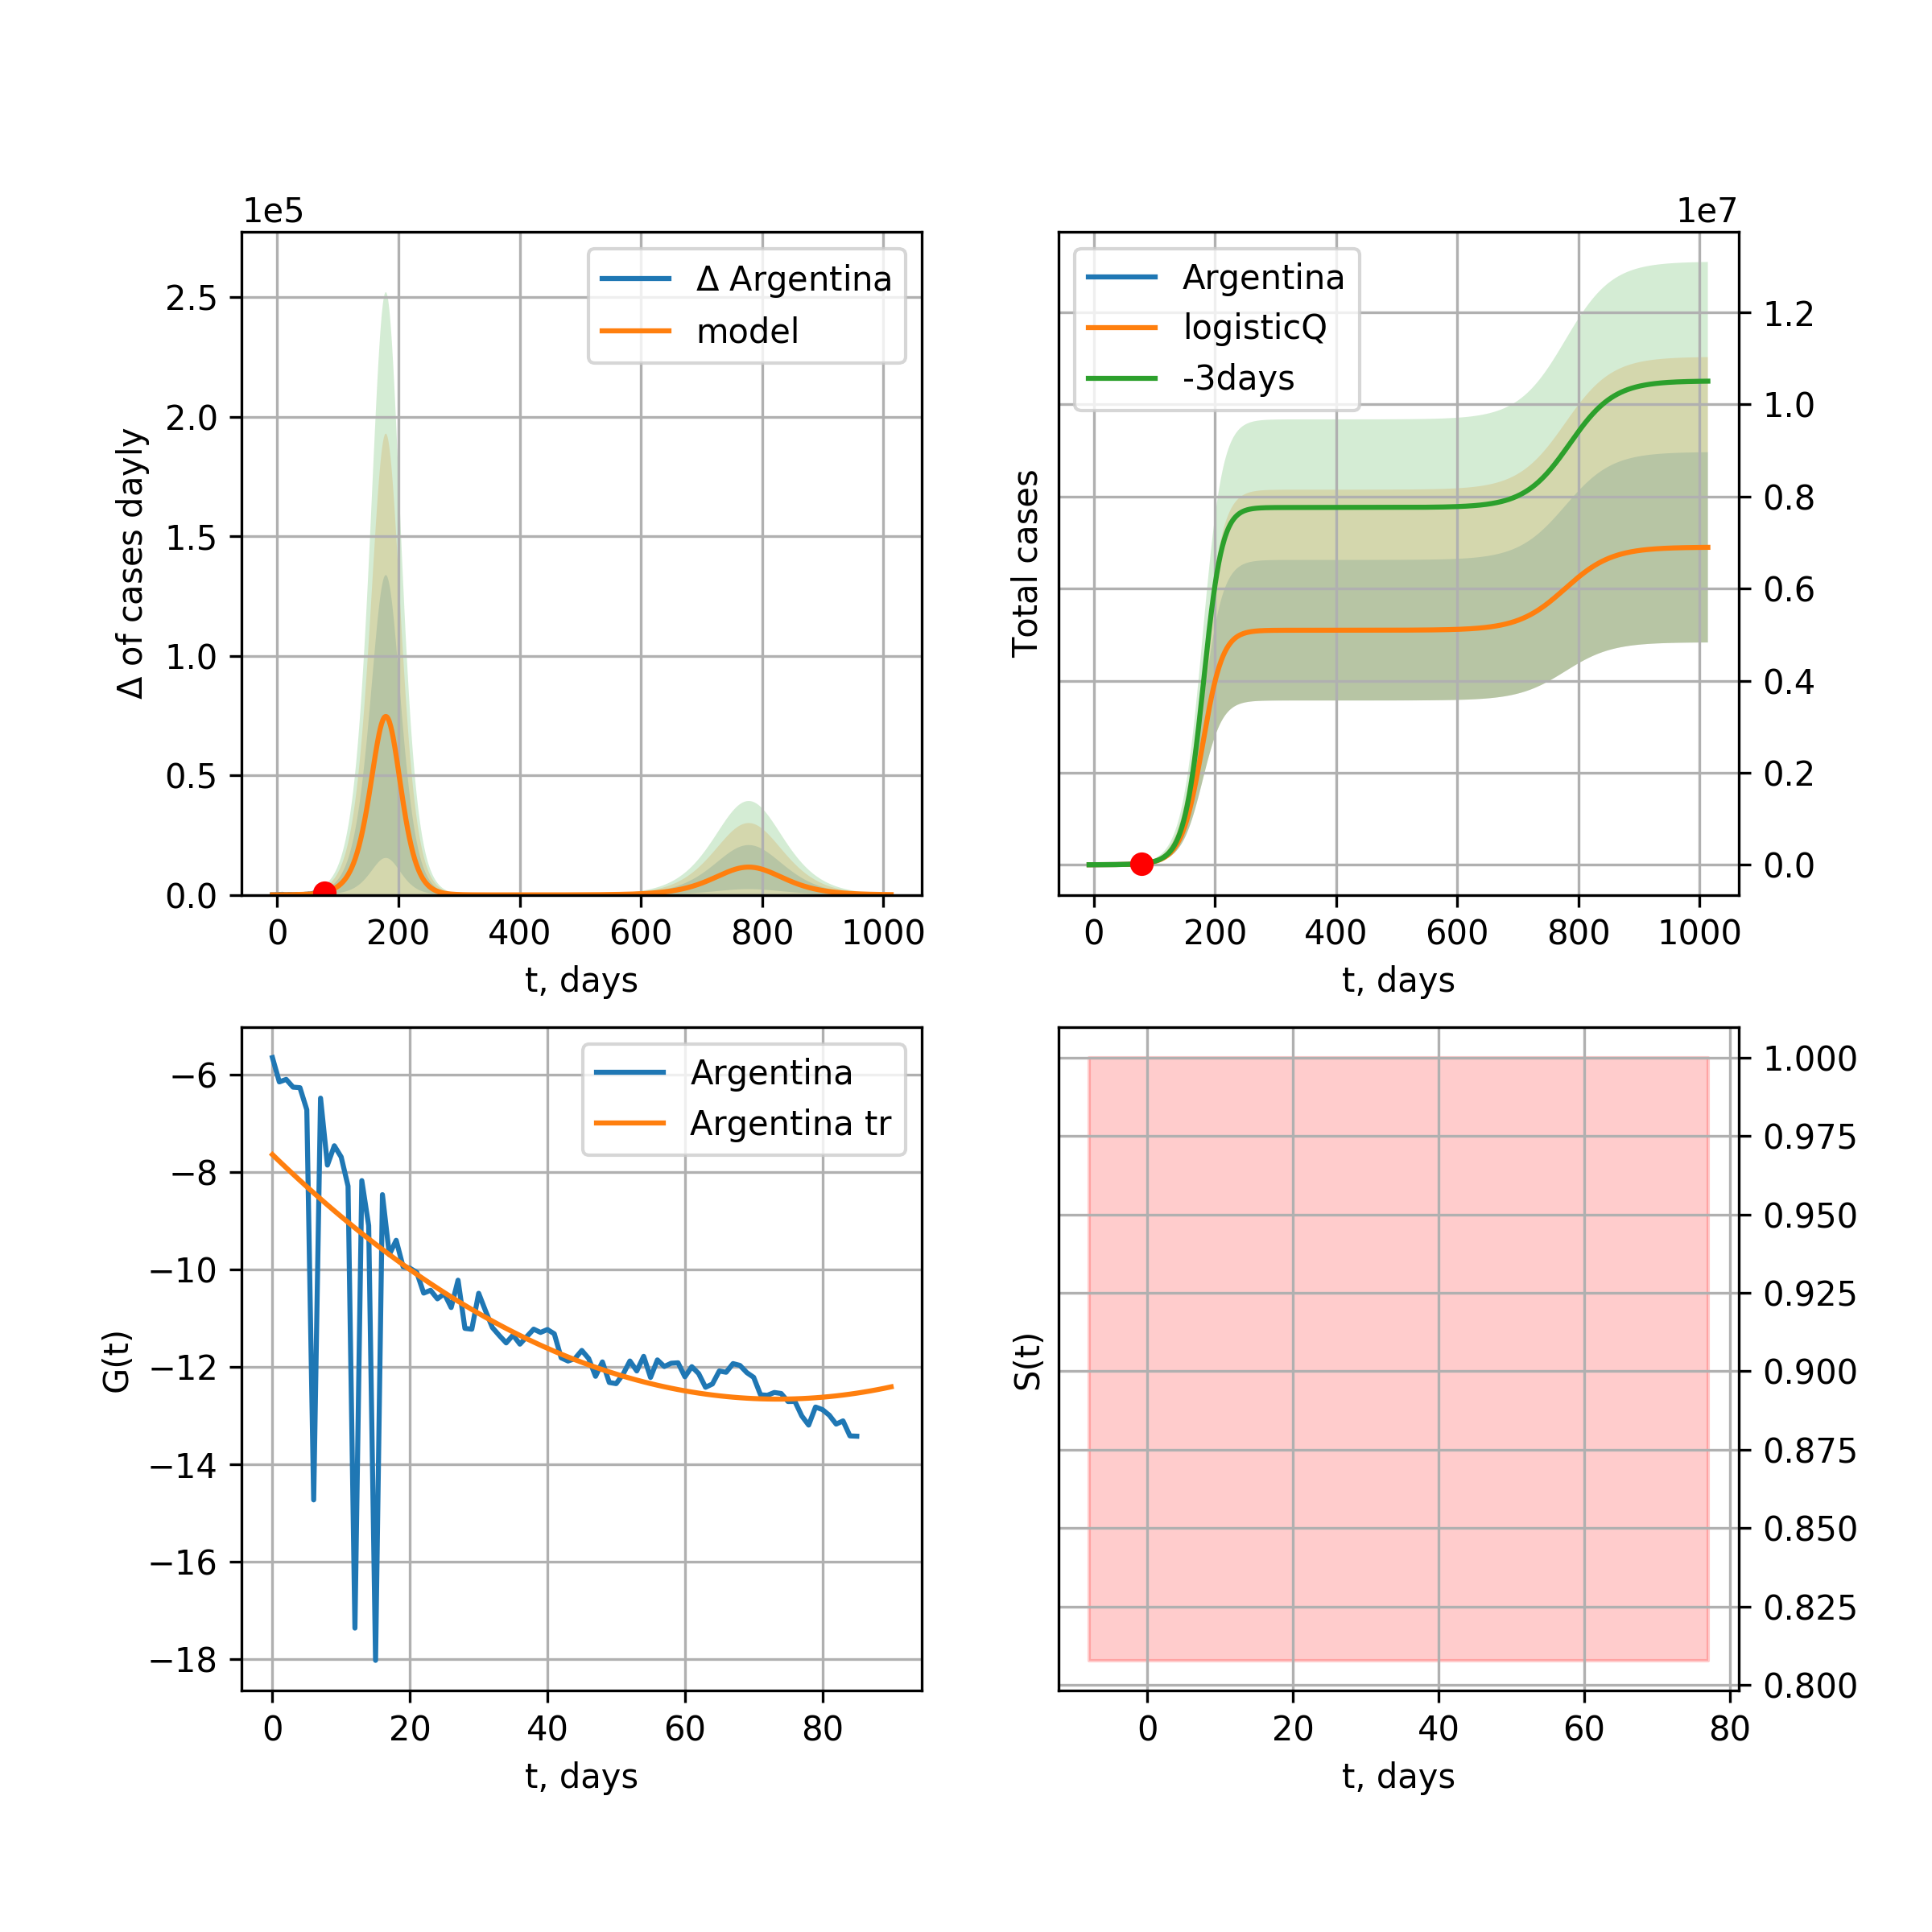 1e5
Δ of cases dayly
2.5
2.0
1.5
1.0
0.5
0.0
Δ Argentina
model
0 200 400 600 800 1000
t, days
1e7
Total cases
Argentina
logisticQ
-3days
1.2
1.0
0.8
0.6
0.4
0.2
0.0
0 200 400 600 800 1000
t, days
G(t)
−6
−8
−10
−12
−14
−16
−18
Argentina
Argentina tr
0 20 40 60 80
t, days
S(t)
1.000
0.975
0.950
0.925
0.900
0.875
0.850
0.825
0.800
0 20 40 60 80
t, days